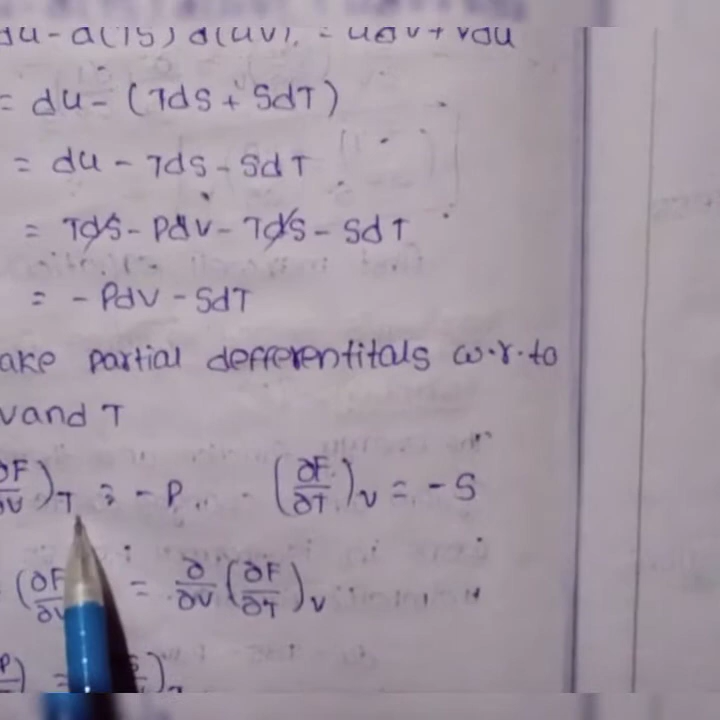 du - d(TS) d(uv) = udv + vdu
= du - (Tds + SdT)
= du - Tds - SdT
= Tds - Pdv - Tds - SdT
= - PdV - SdT
ake partial defferentitals w.r.to
v and T
∂F/∂V)T = - P (∂F/∂T)V = - S
(∂F/∂V = ∂/∂V (∂F/∂T)V